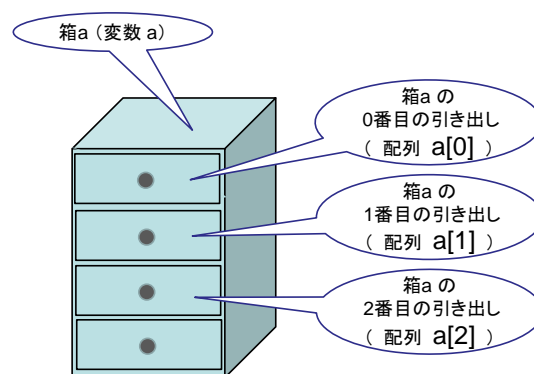 箱a（変数 a）
箱a の
0番目の引き出し
（ 配列 a[0] ）
箱a の
1番目の引き出し
（ 配列 a[1] ）
箱a の
2番目の引き出し
（ 配列 a[2] ）